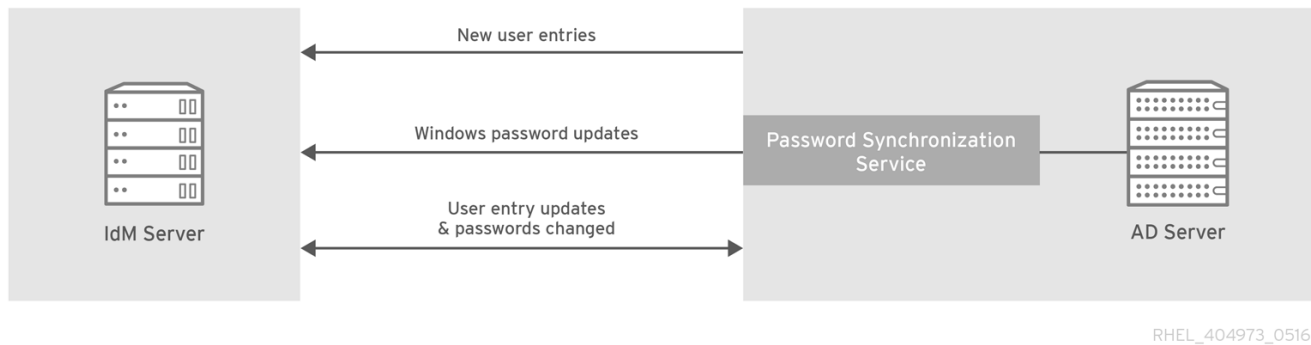 New user entries
Windows password updates
Password Synchronization
Service
User entry updates
& passwords changed
IdM Server
AD Server
RHEL_404973_0516